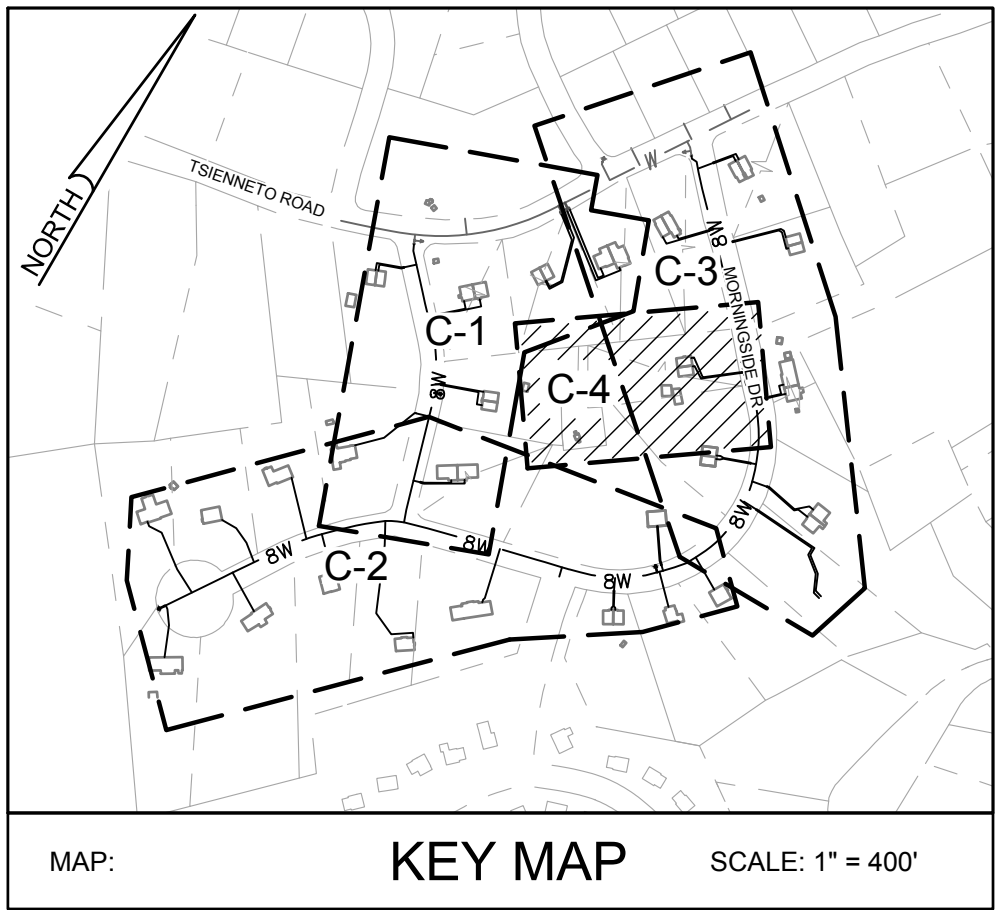 NORTH
TSIENNETO ROAD
W
8W
C-3
MORNINGSIDE DR
C-1
8W
C-4
8W
8W
8W
C-2
8W
MAP:
KEY MAP
SCALE: 1" = 400'